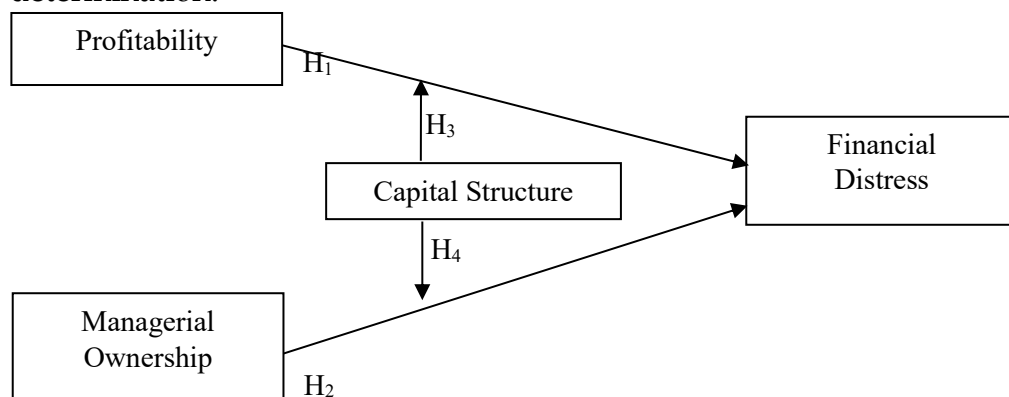 Profitability
H₁
H₃
Financial
Distress
Capital Structure
H₄
Managerial
Ownership
H₂